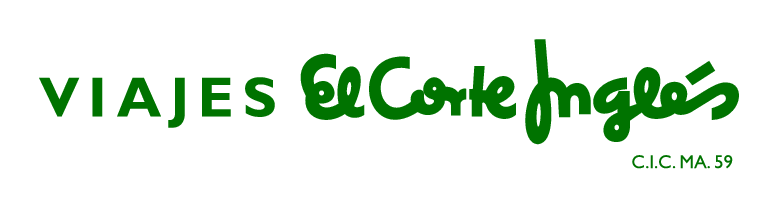 VIAJES El Corte Inglés
C.I.C. MA. 59